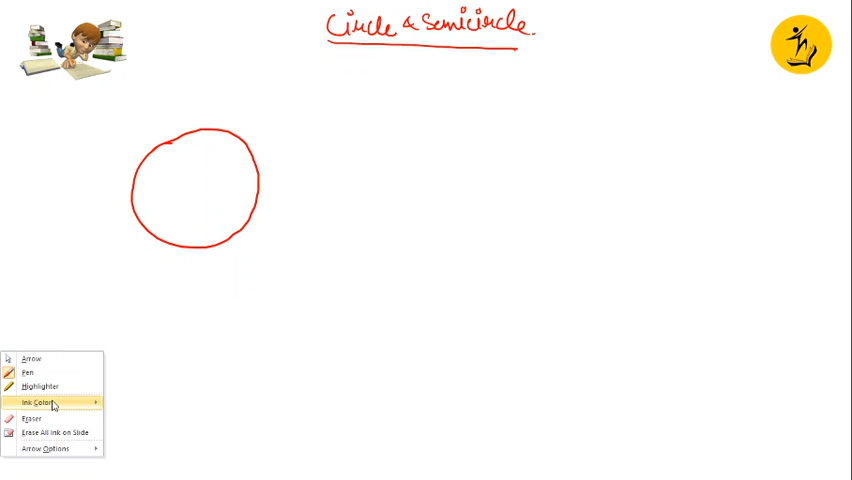 Circle & Semicircle.
Arrow
Pen
Highlighter
Ink Color
Eraser
Erase All Ink on Slide
Arrow Options